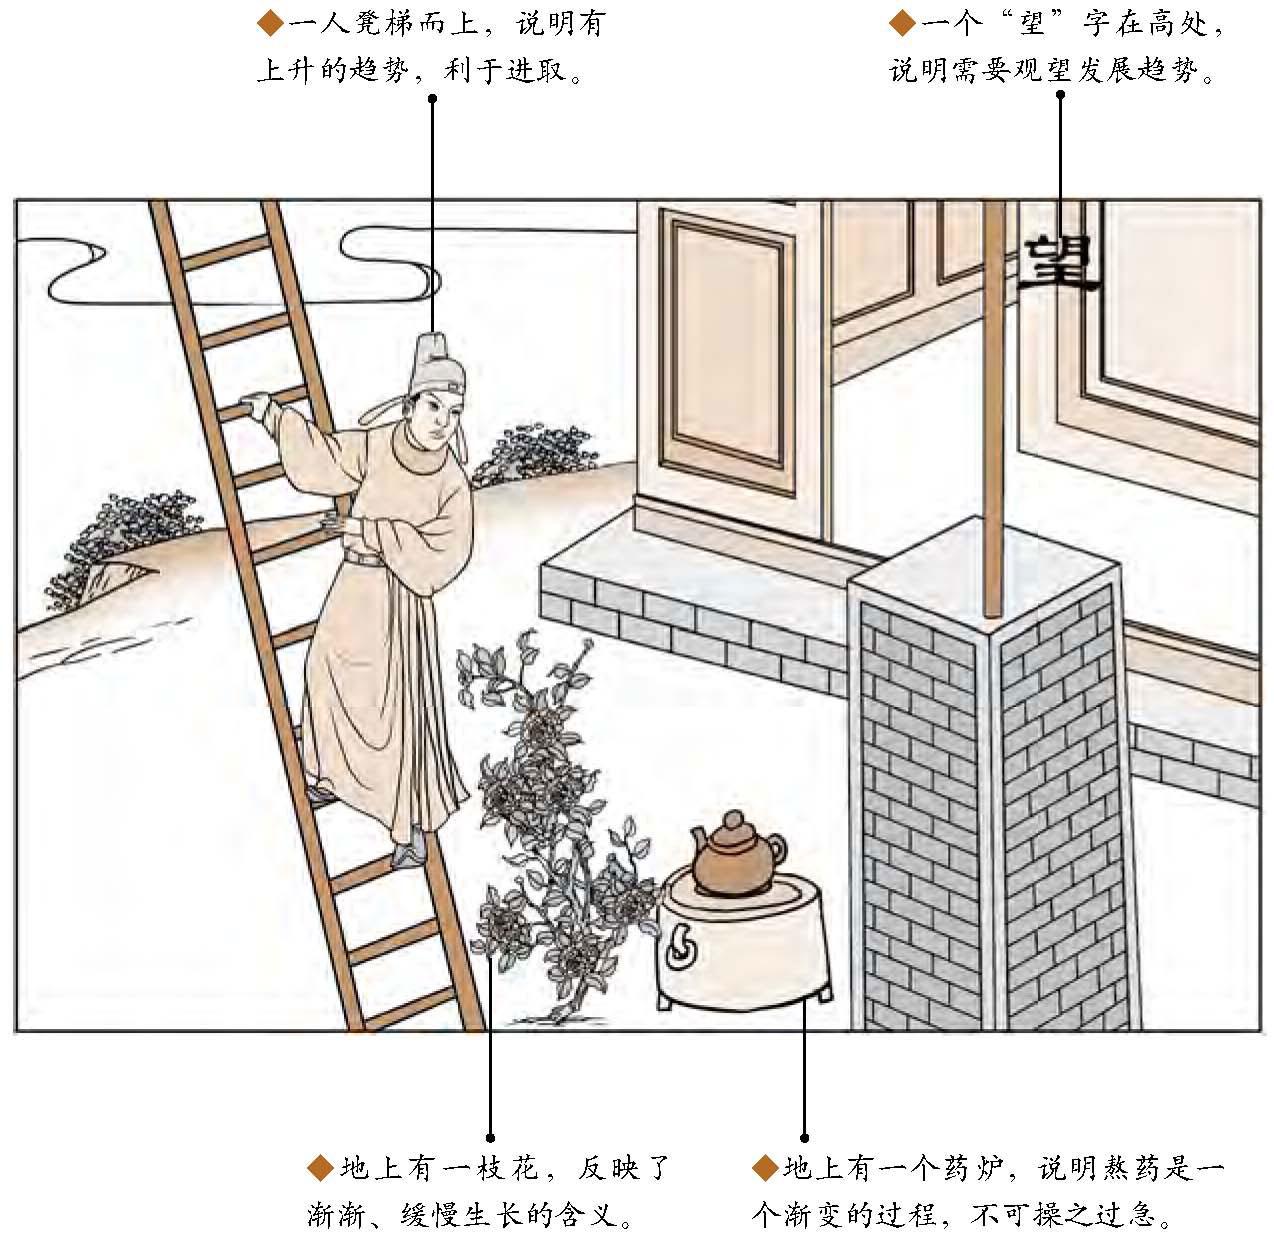 ◆一人凳梯而上，说明有
上升的趋势，利于进取。
◆一个“望”字在高处，
说明需要观望发展趋势。
望
◆地上有一枝花，反映了
渐渐、缓慢生长的含义。
◆地上有一个药炉，说明熬药是一
个渐变的过程，不可操之过急。